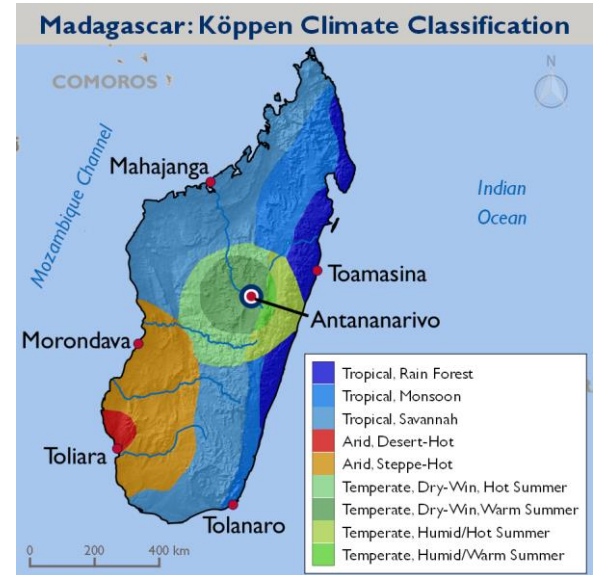 Madagascar: Köppen Climate Classification
COMOROS
N
Mozambique Channel
Mahajanga
Indian
Ocean
Toamasina
Antananarivo
Morondava
Toliara
Tolanaro
Tropical, Rain Forest
Tropical, Monsoon
Tropical, Savannah
Arid, Desert-Hot
Arid, Steppe-Hot
Temperate, Dry-Win, Hot Summer
Temperate, Dry-Win, Warm Summer
Temperate, Humid/Hot Summer
Temperate, Humid/Warm Summer
0 200 400 km